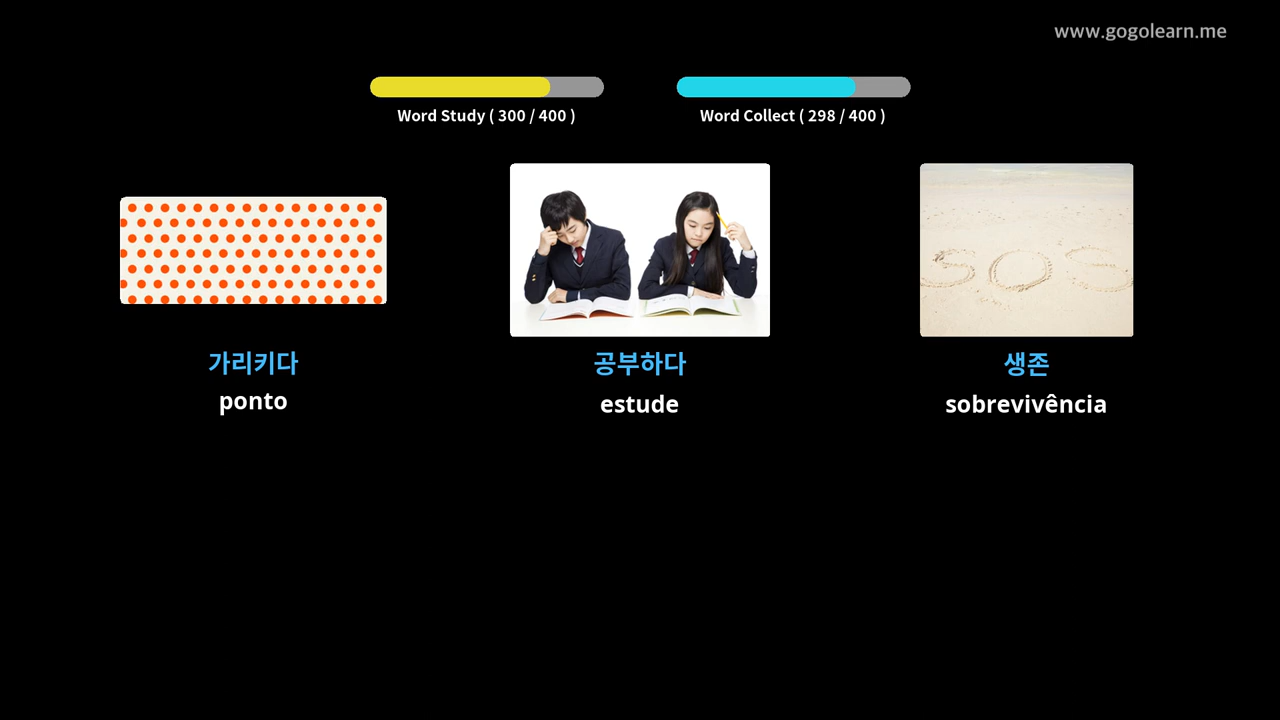 www.gogolearn.me
Word Study ( 300 / 400 )
Word Collect ( 298 / 400 )
SOS
가리키다
ponto
공부하다
estude
생존
sobrevivência